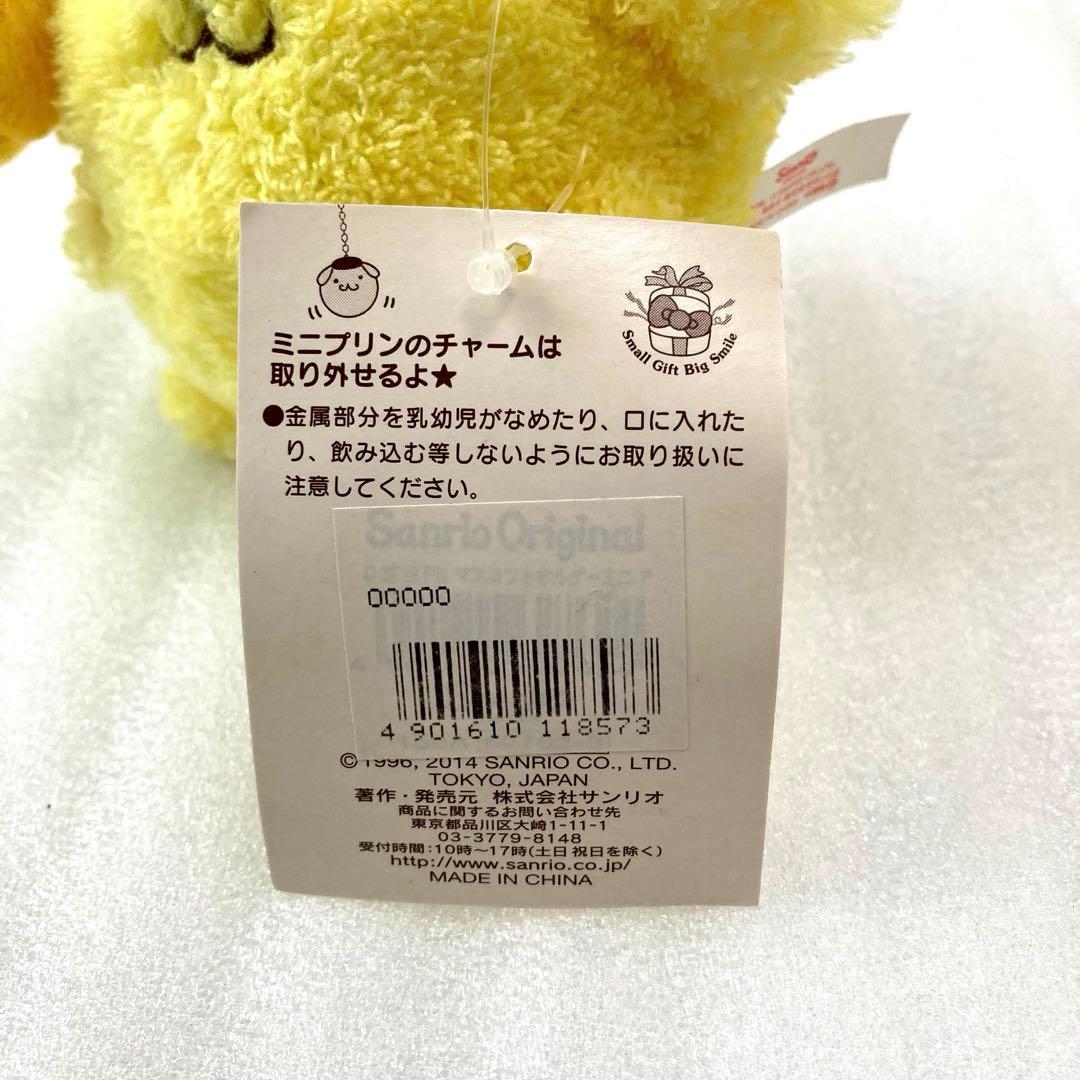 ミニプリンのチャームは
取り外せるよ★
Small Gift Big Smile
●金属部分を乳幼児がなめたり、口に入れた
り、飲み込む等しないようにお取り扱いに
注意してください。
Sanrio Original
00000
4 901610 118573
©1996, 2014 SANRIO CO., LTD.
TOKYO, JAPAN
著作・発売元 株式会社サンリオ
商品に関するお問い合わせ先
東京都品川区大崎1-11-1
03-3779-8148
受付時間:10時〜17時(土日祝日を除く)
http://www.sanrio.co.jp/
MADE IN CHINA
Sanrio